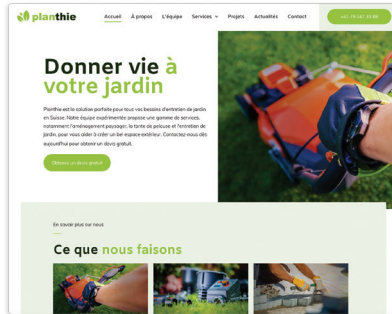 planthie
Accueil À propos L'équipe Services Projets Actualités Contact
Donner vie à
votre jardin
Planthie est la solution parfaite pour tous vos besoins d'entretien de jardin
en Suisse. Notre équipe expérimentée propose une gamme de services,
notamment l'aménagement paysager, la tonte de pelouse et l'entretien de
jardin, pour vous aider à créer un bel espace extérieur. Contactez-nous dès
aujourd'hui pour obtenir un devis gratuit.
Obtenez un devis gratuit
En savoir plus sur nous
Ce que nous faisons